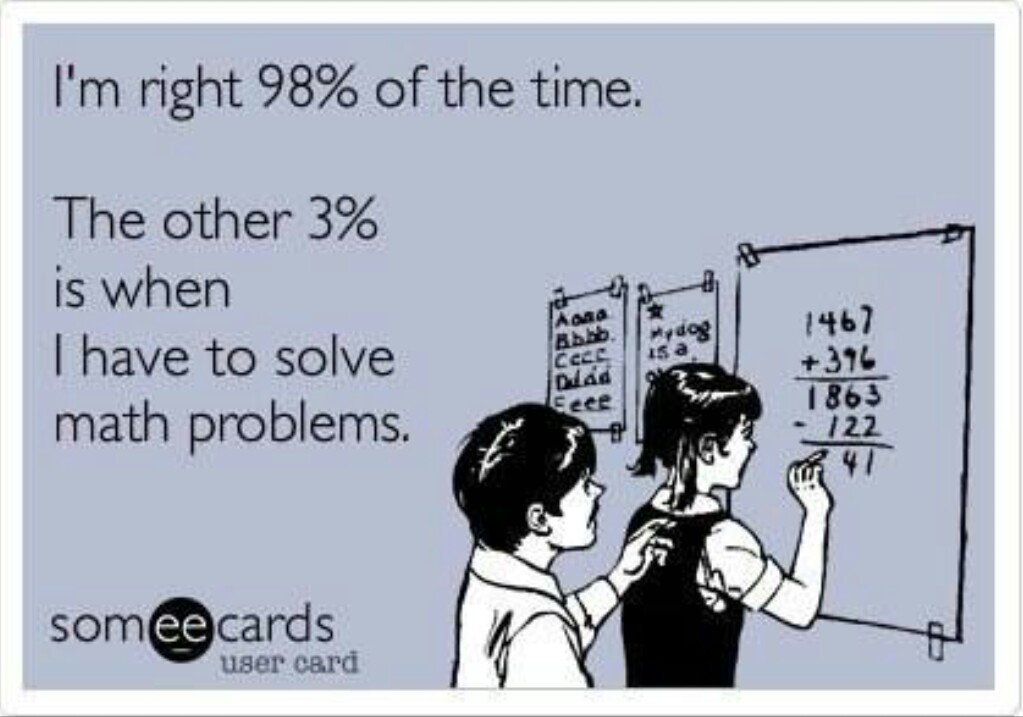 I'm right 98% of the time.
The other 3%
is when
I have to solve
math problems.
Aaaa
Bbbb.
Cccc
Dddd
Eeee
My dog
is a
1467
+396
1863
- 122
41
someecards
user card